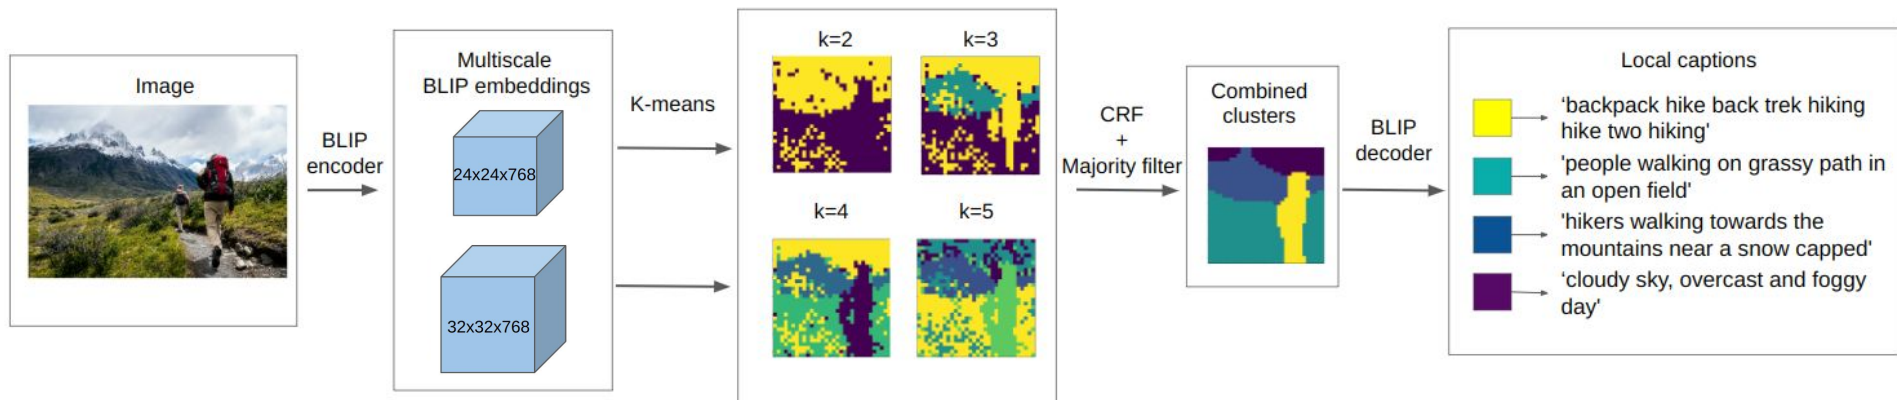 Image
BLIP
encoder
Multiscale
BLIP embeddings
24x24x768
32x32x768
K-means
k=2
k=3
k=4
k=5
CRF
+
Majority filter
Combined
clusters
BLIP
decoder
Local captions
‘backpack hike back trek hiking
hike two hiking'
'people walking on grassy path in
an open field'
'hikers walking towards the
mountains near a snow capped'
‘cloudy sky, overcast and foggy
day'